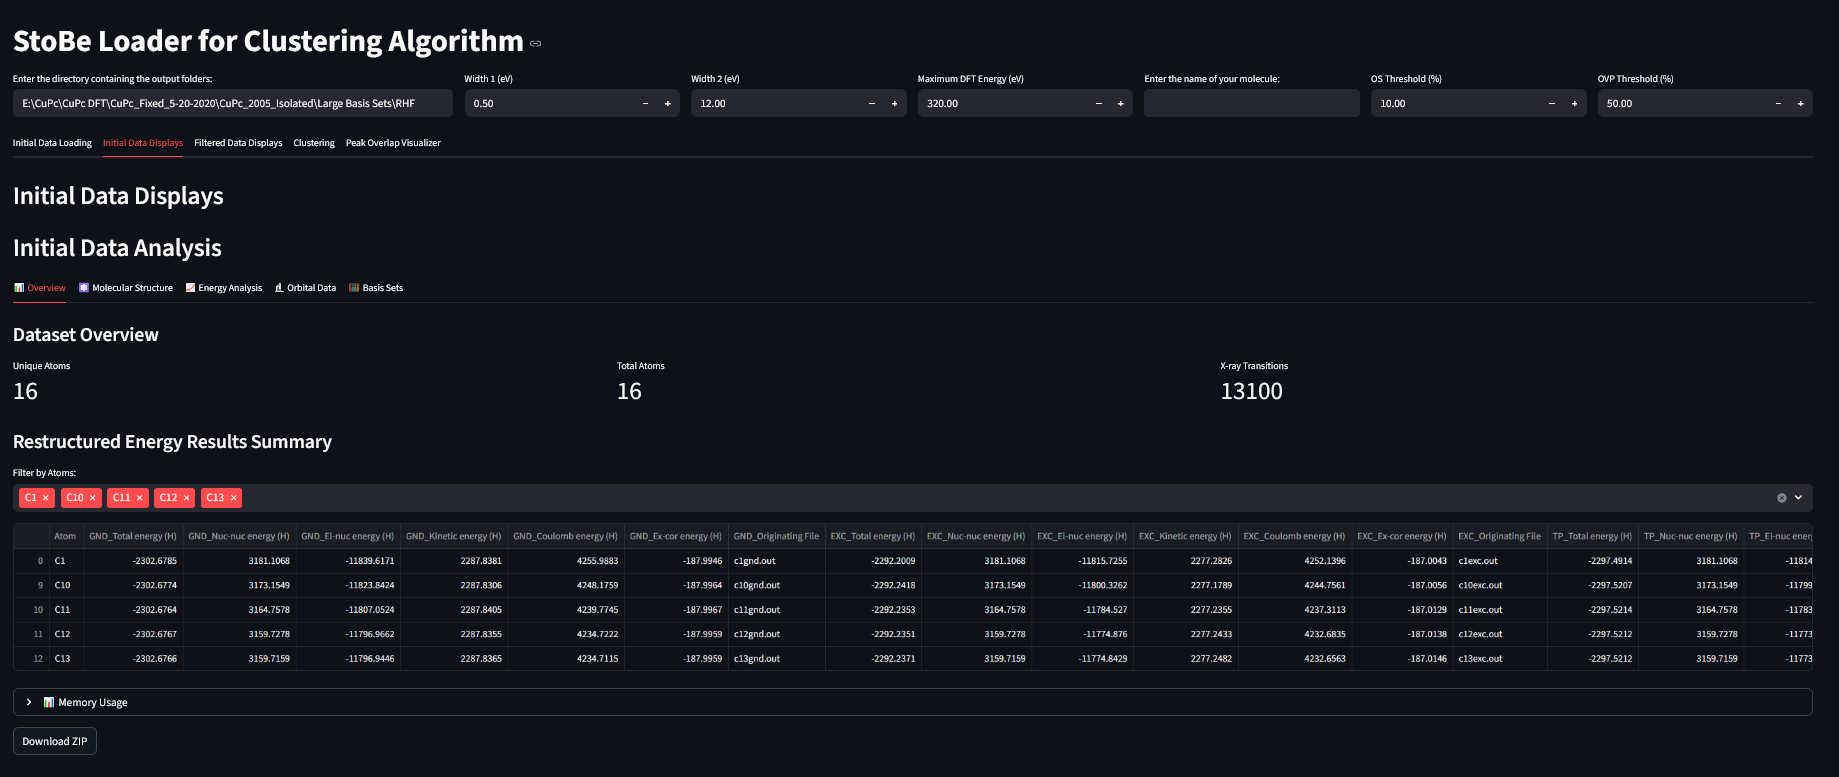 StoBe Loader for Clustering Algorithm
Enter the directory containing the output folders: Width 1 (eV) Width 2 (eV) Maximum DFT Energy (eV) Enter the name of your molecule: OS Threshold (%) OVP Threshold (%)
E:\CuPc\CuPc DFT\CuPc_Fixed_5-20-2020\CuPc_2005_Isolated\Large Basis Sets\RHF 0.50 − + 12.00 − + 320.00 − + 10.00 − + 50.00 − +
Initial Data Loading Initial Data Displays Filtered Data Displays Clustering Peak Overlap Visualizer
Initial Data Displays
Initial Data Analysis
Overview Molecular Structure Energy Analysis Orbital Data Basis Sets
Dataset Overview
Unique Atoms Total Atoms X-ray Transitions
16 16 13100
Restructured Energy Results Summary
Filter by Atoms:
C1 × C10 × C11 × C12 × C13 ×
Atom GND_Total energy (H) GND_Nuc-nuc energy (H) GND_El-nuc energy (H) GND_Kinetic energy (H) GND_Coulomb energy (H) GND_Ex-cor energy (H) GND_Originating File EXC_Total energy (H) EXC_Nuc-nuc energy (H) EXC_El-nuc energy (H) EXC_Kinetic energy (H) EXC_Coulomb energy (H) EXC_Ex-cor energy (H) EXC_Originating File TP_Total energy (H) TP_Nuc-nuc energy (H) TP_El-nuc ener
0 C1 -2302.6785 3181.1068 -11839.6171 2287.8381 4255.9883 -187.9946 c1gnd.out -2292.2009 3181.1068 -11815.7255 2277.2826 4252.1396 -187.0043 c1exc.out -2297.4914 3181.1068 -11814
9 C10 -2302.6774 3173.1549 -11823.8424 2287.8306 4248.1759 -187.9964 c10gnd.out -2292.2418 3173.1549 -11800.3262 2277.1789 4244.7561 -187.0056 c10exc.out -2297.5207 3173.1549 -11799
10 C11 -2302.6764 3164.7578 -11807.0524 2287.8405 4239.7745 -187.9967 c11gnd.out -2292.2353 3164.7578 -11784.527 2277.2355 4237.3113 -187.0129 c11exc.out -2297.5214 3164.7578 -11783
11 C12 -2302.6767 3159.7278 -11796.9662 2287.8355 4234.7222 -187.9959 c12gnd.out -2292.2351 3159.7278 -11774.876 2277.2433 4232.6835 -187.0138 c12exc.out -2297.5212 3159.7278 -11773
12 C13 -2302.6766 3159.7159 -11796.9446 2287.8365 4234.7115 -187.9959 c13gnd.out -2292.2371 3159.7159 -11774.8429 2277.2482 4232.6563 -187.0146 c13exc.out -2297.5212 3159.7159 -11773
Memory Usage
Download ZIP